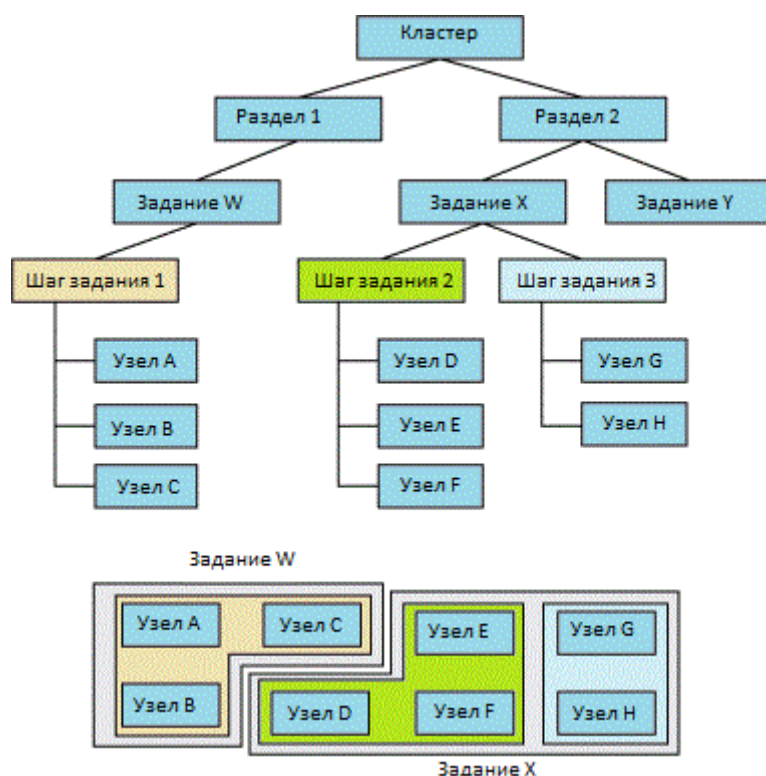 Кластер
Раздел 1
Раздел 2
Задание W
Задание X
Задание Y
Шаг задания 1
Шаг задания 2
Шаг задания 3
Узел A
Узел D
Узел G
Узел B
Узел E
Узел H
Узел C
Узел F
Задание W
Узел A
Узел C
Узел E
Узел G
Узел B
Узел D
Узел F
Узел H
Задание X